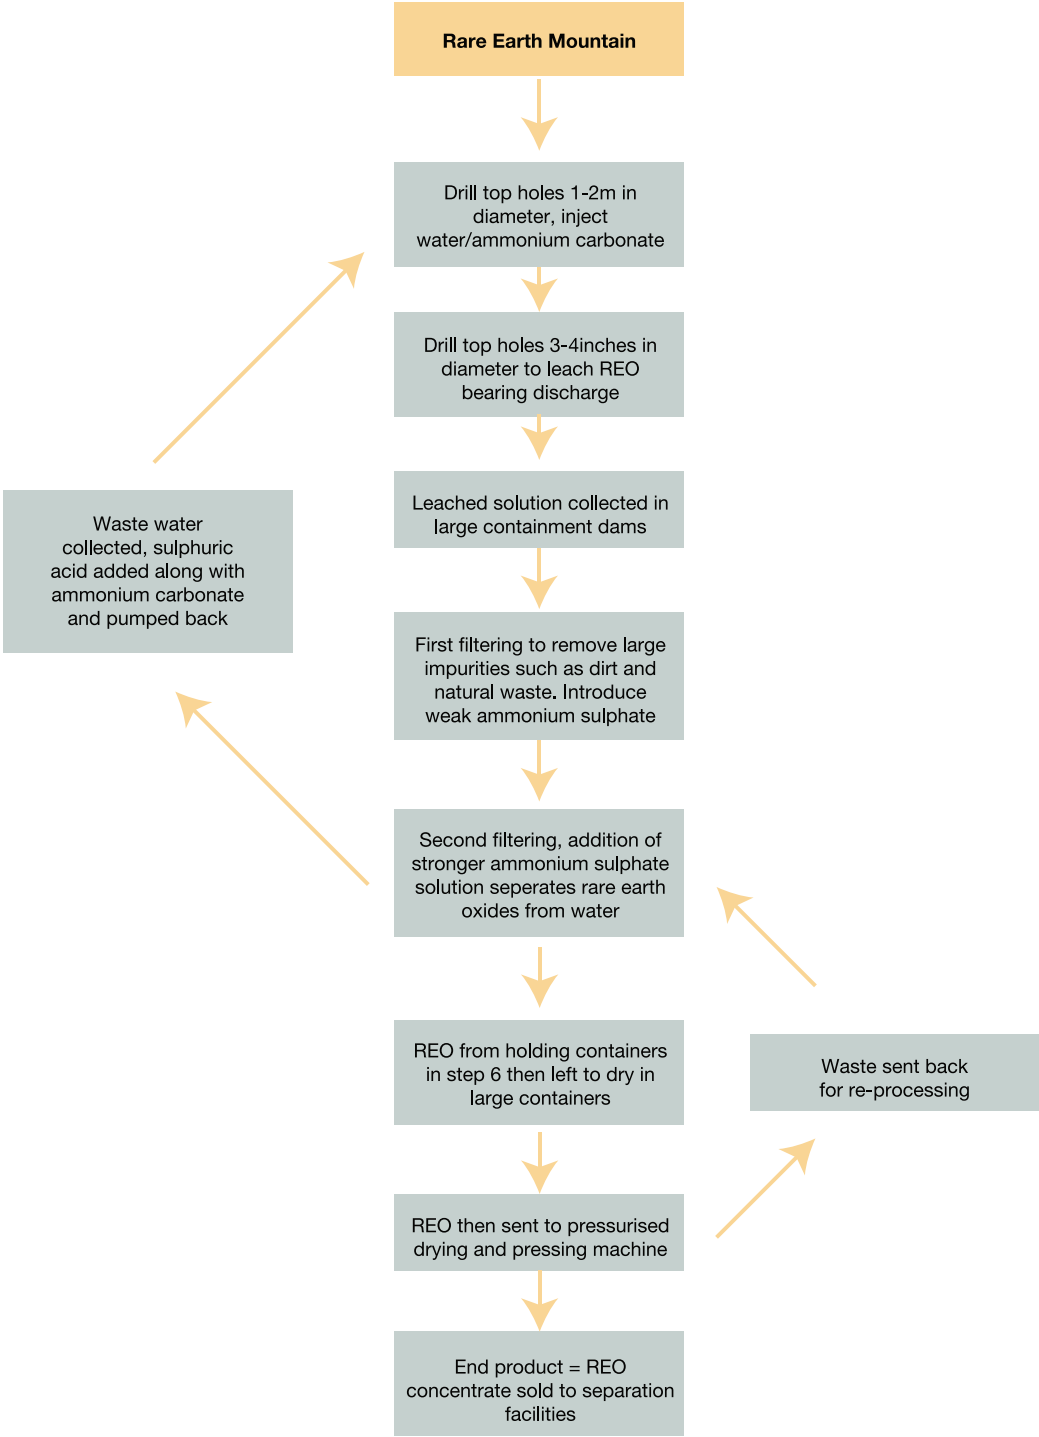 Rare Earth Mountain
Drill top holes 1-2m in
diameter, inject
water/ammonium carbonate
Drill top holes 3-4inches in
diameter to leach REO
bearing discharge
Leached solution collected in
large containment dams
Waste water
collected, sulphuric
acid added along with
ammonium carbonate
and pumped back
First filtering to remove large
impurities such as dirt and
natural waste. Introduce
weak ammonium sulphate
Second filtering, addition of
stronger ammonium sulphate
solution seperates rare earth
oxides from water
REO from holding containers
in step 6 then left to dry in
large containers
Waste sent back
for re-processing
REO then sent to pressurised
drying and pressing machine
End product = REO
concentrate sold to separation
facilities